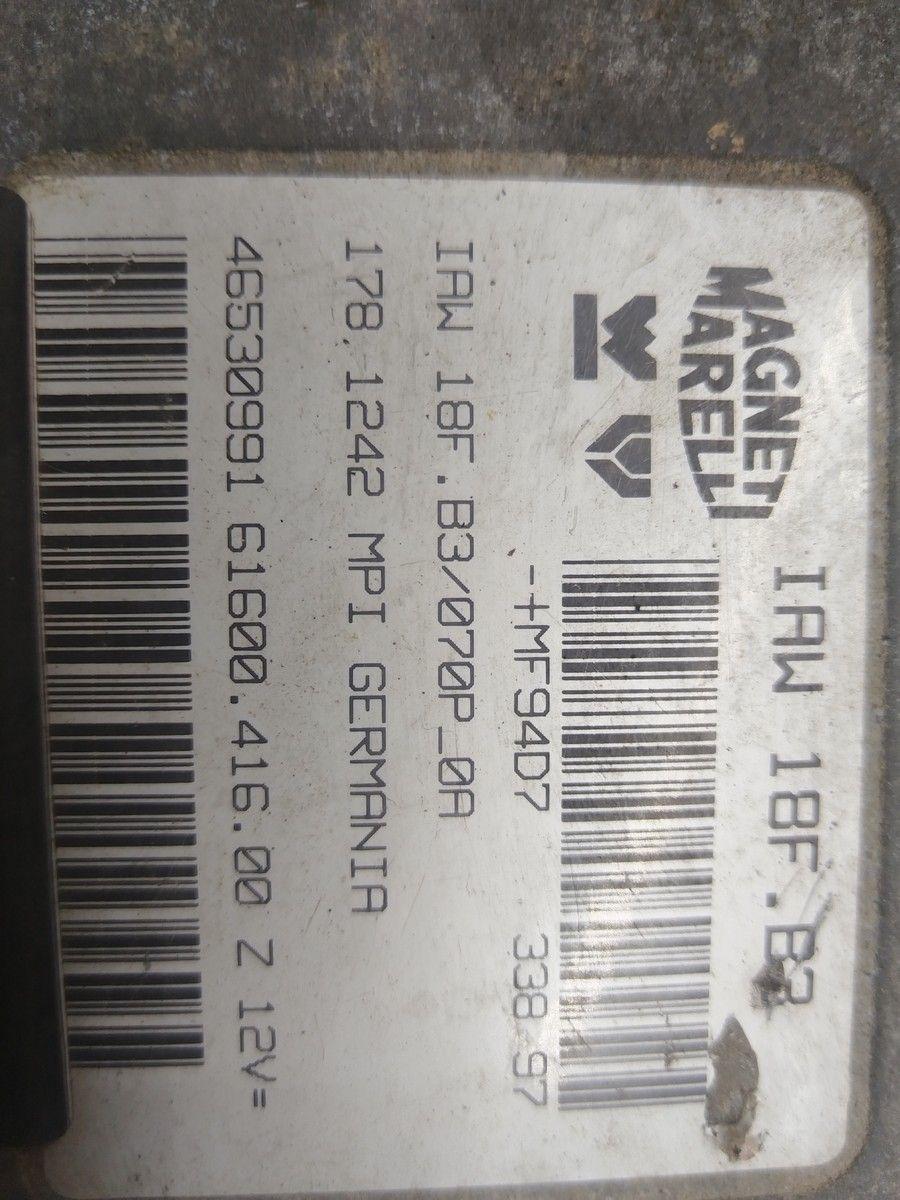 MAGNETI
MARELLI
IAW 18F.B3
-+MF94D7 338.97
IAW 18F.B3/070P_0A
178 1242 MPI GERMANIA
46530991 61600.416.00 Z 12V=